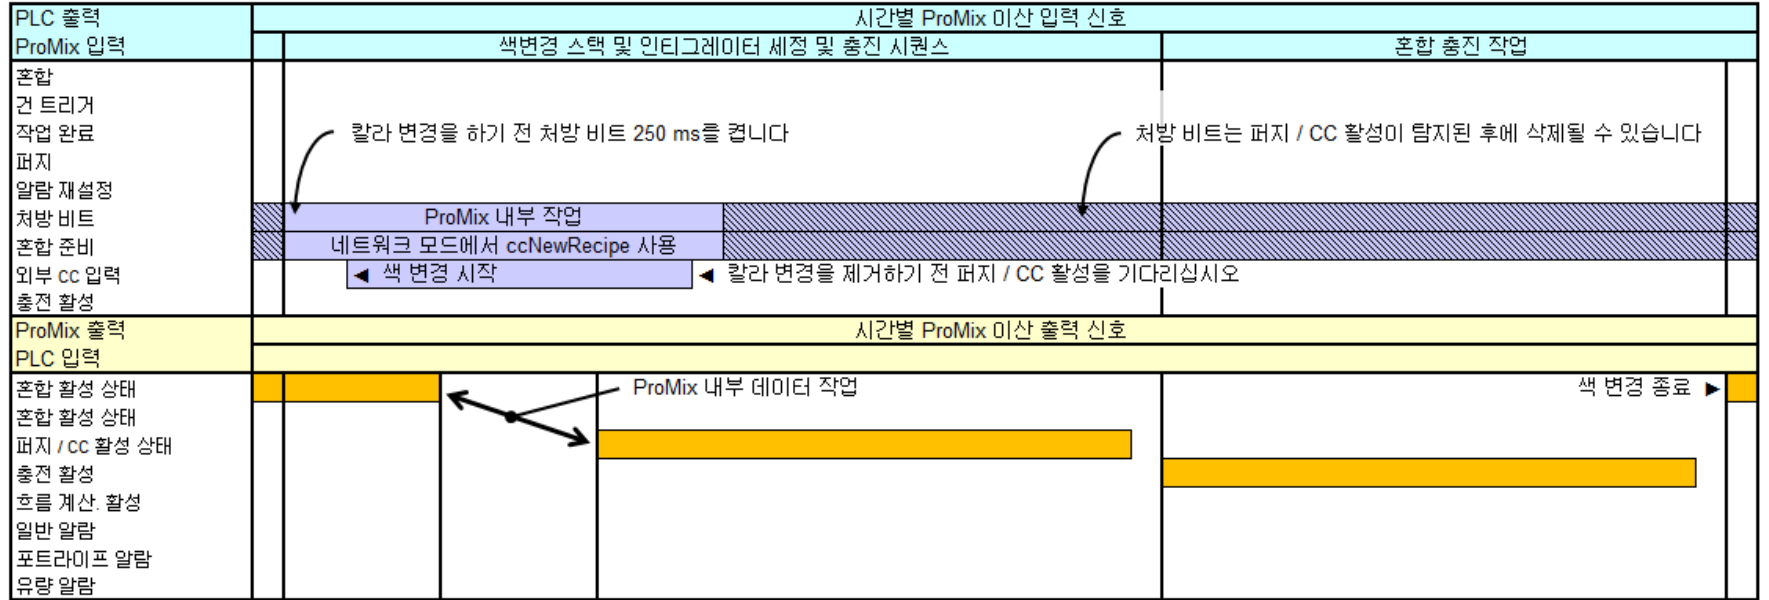 PLC 출력
시간별 ProMix 이산 입력 신호
ProMix 입력
색변경 스택 및 인티그레이터 세정 및 충진 시퀀스
혼합 충진 작업
혼합
건 트리거
작업 완료
칼라 변경을 하기 전 처방 비트 250 ms를 켭니다
처방 비트는 퍼지 / CC 활성이 탐지된 후에 삭제될 수 있습니다
퍼지
알람 재설정
처방 비트
ProMix 내부 작업
혼합 준비
네트워크 모드에서 ccNewRecipe 사용
외부 CC 입력
◄ 색 변경 시작
◄ 칼라 변경을 제거하기 전 퍼지 / CC 활성을 기다리십시오
충전 활성
ProMix 출력
시간별 ProMix 이산 출력 신호
PLC 입력
혼합 활성 상태
ProMix 내부 데이터 작업
색 변경 종료 ►
혼합 활성 상태
퍼지 / CC 활성 상태
충전 활성
흐름 계산. 활성
일반 알람
포트라이프 알람
유량 알람